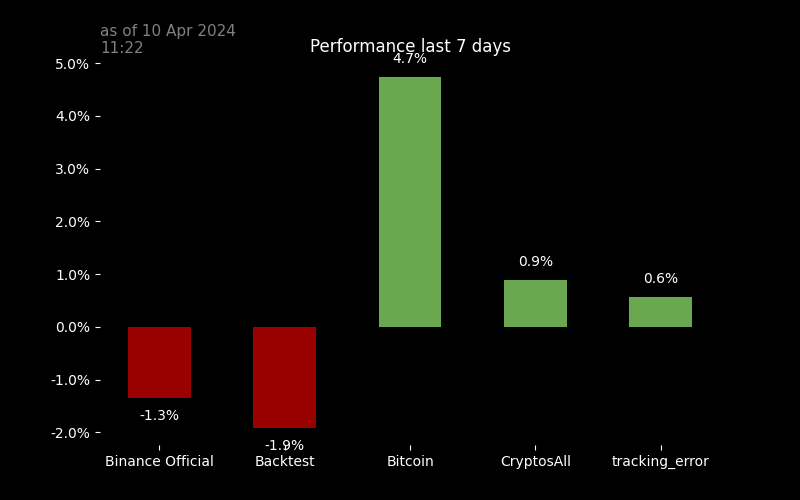 as of 10 Apr 2024
11:22
Performance last 7 days
5.0%
4.0%
3.0%
2.0%
1.0%
0.0%
-1.0%
-2.0%
-1.3%
-1.9%
4.7%
0.9%
0.6%
Binance Official
Backtest
Bitcoin
CryptosAll
tracking_error